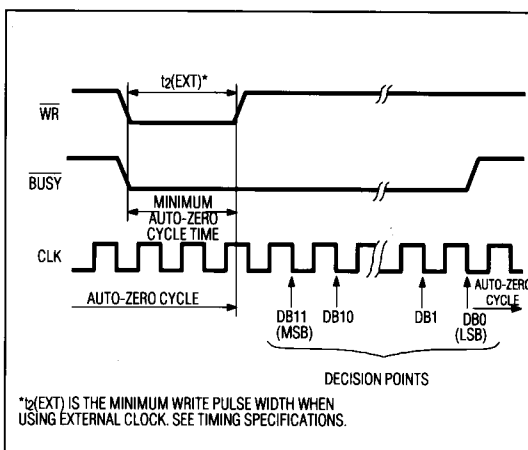 t2(EXT)*
WR
BUSY
MINIMUM
AUTO-ZERO
CYCLE TIME
CLK
AUTO-ZERO CYCLE
AUTO-ZERO
CYCLE
DB11
(MSB)
DB10
DB1
DB0
(LSB)
DECISION POINTS
*t2(EXT) IS THE MINIMUM WRITE PULSE WIDTH WHEN
USING EXTERNAL CLOCK. SEE TIMING SPECIFICATIONS.